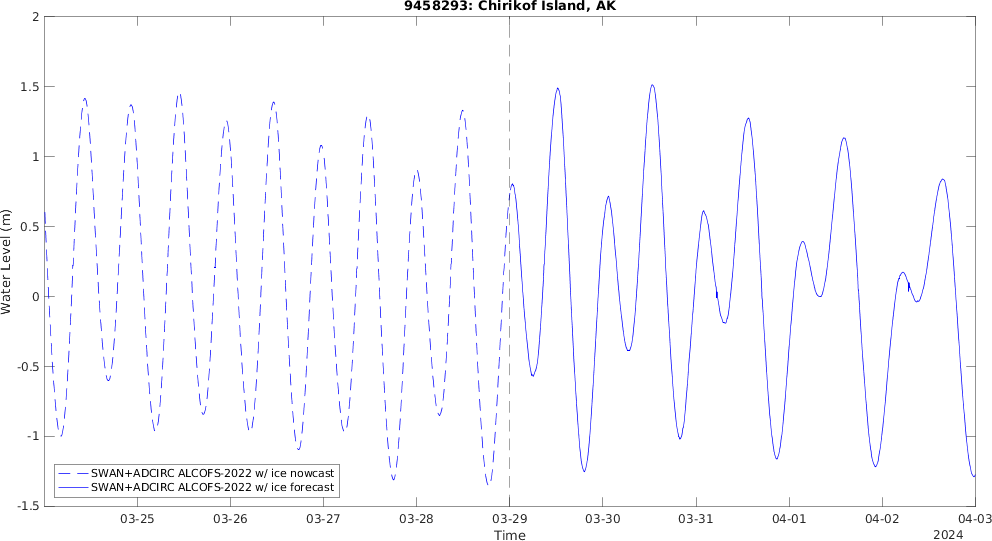 9458293: Chirikof Island, AK
2
1.5
1
0.5
0
-0.5
-1
-1.5
Water Level (m)
SWAN+ADCIRC ALCOFS-2022 w/ ice nowcast
SWAN+ADCIRC ALCOFS-2022 w/ ice forecast
03-25 03-26 03-27 03-28 03-29 03-30 03-31 04-01 04-02 04-03
Time
2024